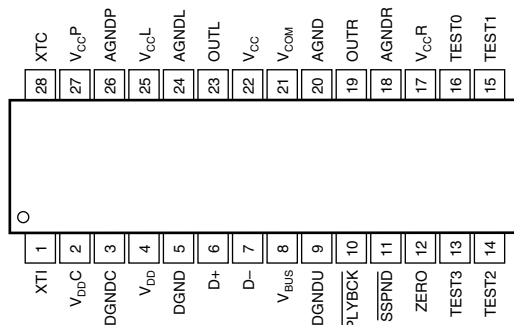 XTC
VCCP
AGNDP
VCCL
AGNDL
OUTL
VCC
VCOM
AGND
OUTR
AGNDR
VCCR
TEST0
TEST1
28
27
26
25
24
23
22
21
20
19
18
17
16
15
1
2
3
4
5
6
7
8
9
10
11
12
13
14
XTI
VDDC
DGNDC
VDD
DGND
D+
D−
VBUS
DGNDU
PLYBCK
SSPND
ZERO
TEST3
TEST2